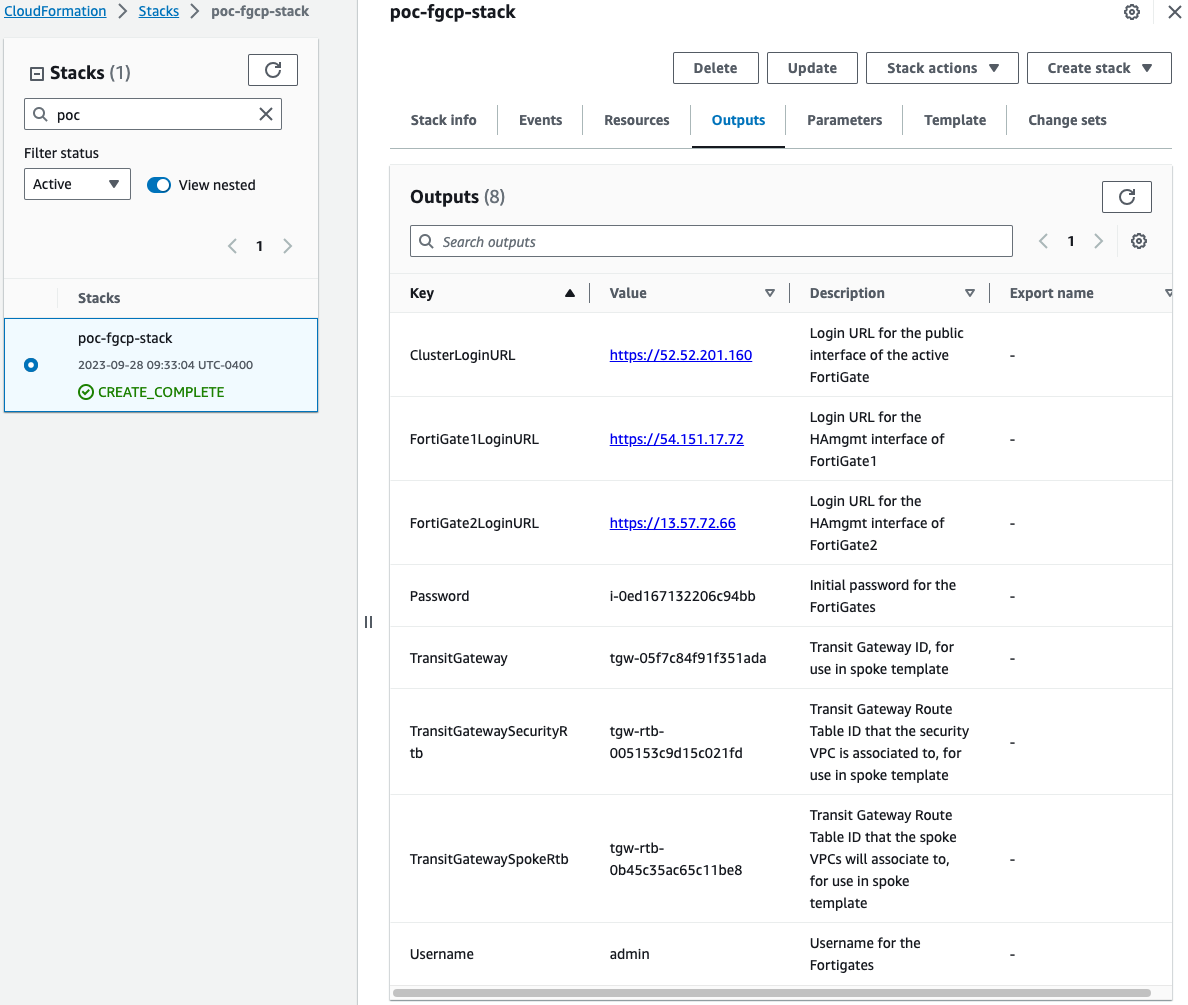 CloudFormation > Stacks > poc-fgcp-stack
Stacks (1)
poc
Filter status
Active
View nested
1
Stacks
poc-fgcp-stack
2023-09-28 09:33:04 UTC-0400
CREATE_COMPLETE
poc-fgcp-stack
Delete
Update
Stack actions
Create stack
Stack info
Events
Resources
Outputs
Parameters
Template
Change sets
Outputs (8)
Search outputs
1
Key
Value
Description
Export name
ClusterLoginURL
https://52.52.201.160
Login URL for the public
interface of the active
FortiGate
-
FortiGate1LoginURL
https://54.151.17.72
Login URL for the
HAmgmt interface of
FortiGate1
-
FortiGate2LoginURL
https://13.57.72.66
Login URL for the
HAmgmt interface of
FortiGate2
-
Password
i-0ed167132206c94bb
Initial password for the
FortiGates
-
TransitGateway
tgw-05f7c84f91f351ada
Transit Gateway ID, for
use in spoke template
-
TransitGatewaySecurityR
tb
tgw-rtb-
005153c9d15c021fd
Transit Gateway Route
Table ID that the security
VPC is associated to, for
use in spoke template
-
TransitGatewaySpokeRtb
tgw-rtb-
0b45c35ac65c11be8
Transit Gateway Route
Table ID that the spoke
VPCs will associate to,
for use in spoke
template
-
Username
admin
Username for the
Fortigates
-